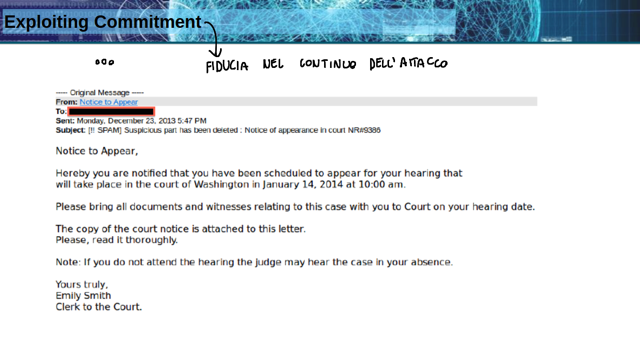 Exploiting Commitment
FIDUCIA NEL CONTINUO DELL'ATTACCO
----- Original Message -----
From: Notice to Appear
To:
Sent: Monday, December 23, 2013 5:47 PM
Subject: [!! SPAM] Suspicious part has been deleted : Notice of appearance in court NR#9386
Notice to Appear,
Hereby you are notified that you have been scheduled to appear for your hearing that
will take place in the court of Washington in January 14, 2014 at 10:00 am.
Please bring all documents and witnesses relating to this case with you to Court on your hearing date.
The copy of the court notice is attached to this letter.
Please, read it thoroughly.
Note: If you do not attend the hearing the judge may hear the case in your absence.
Yours truly,
Emily Smith
Clerk to the Court.